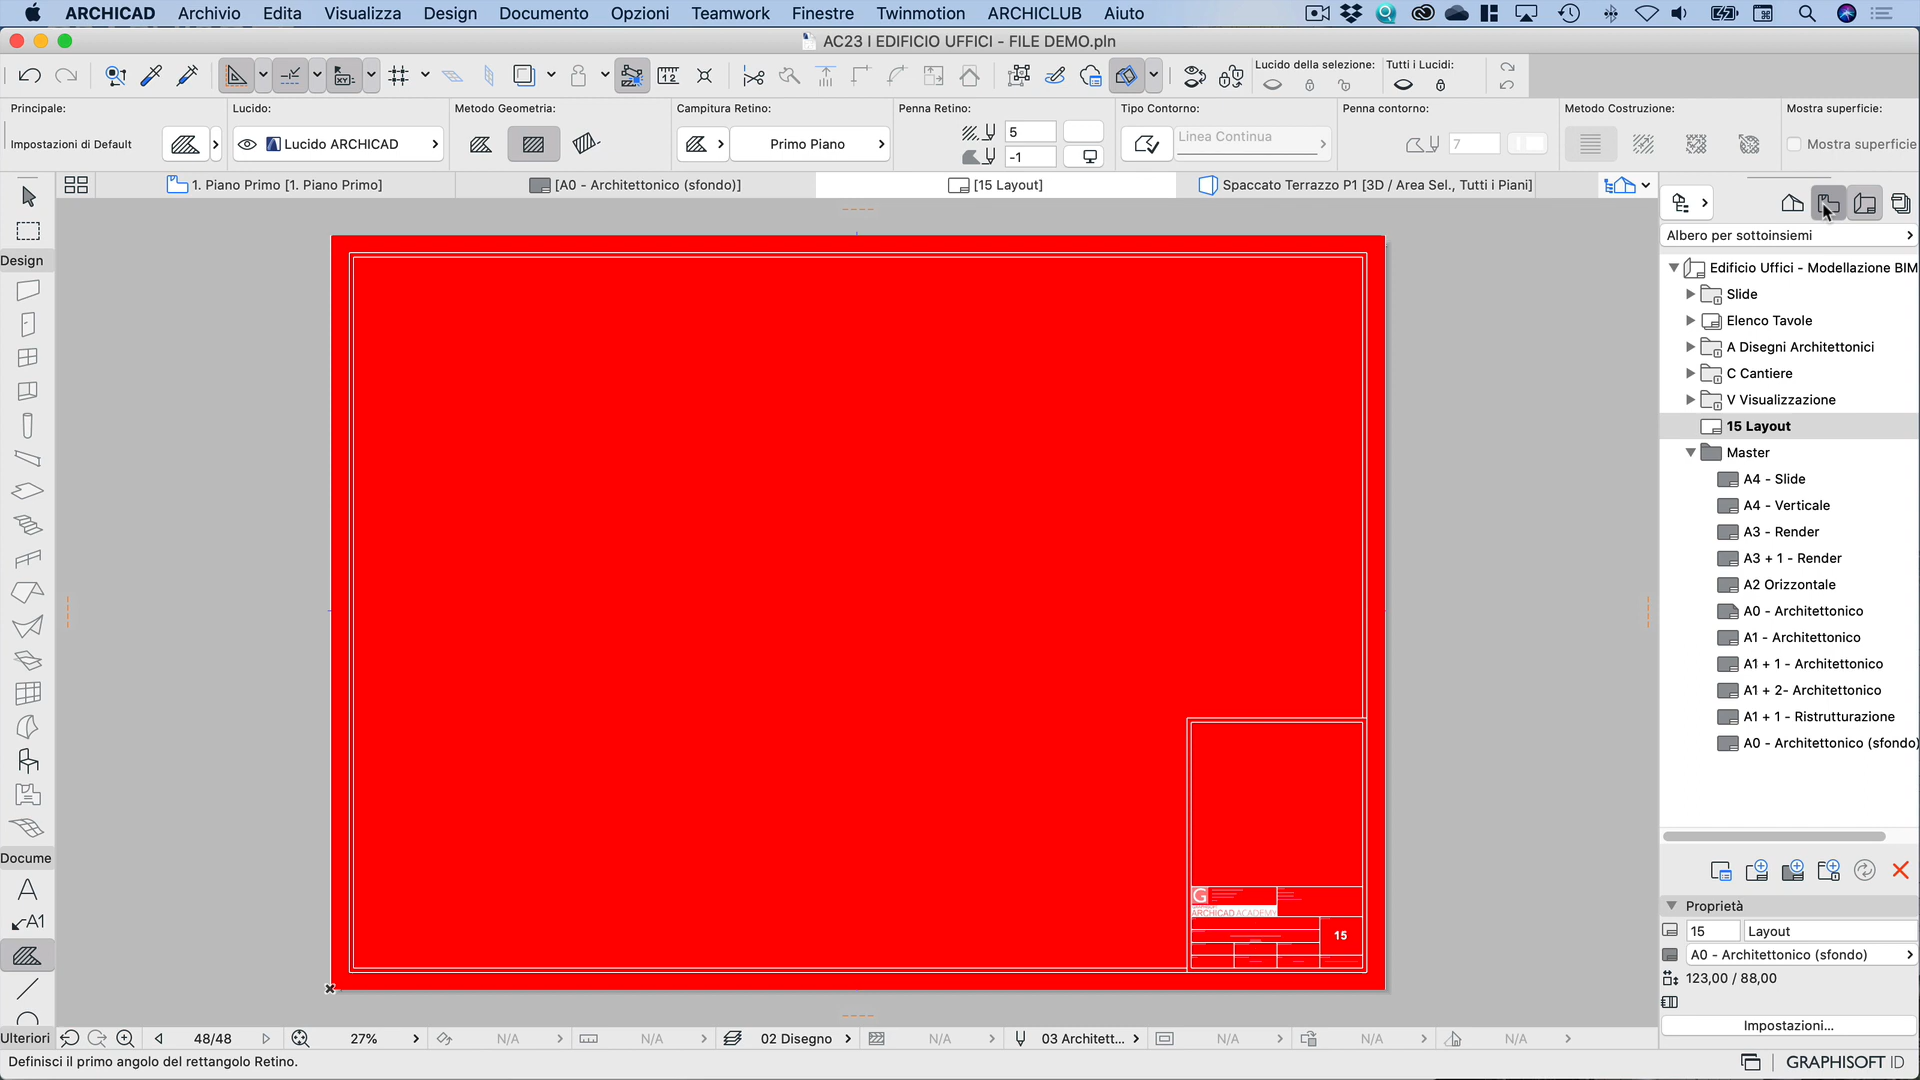 ARCHICAD Archivio Edita Visualizza Design Documento Opzioni Teamwork Finestre Twinmotion ARCHICLUB Aiuto
AC23 I EDIFICIO UFFICI - FILE DEMO.pln
Lucido della selezione: Tutti i Lucidi:
Principale: Lucido: Metodo Geometria: Campitura Retino: Penna Retino: Tipo Contorno: Penna contorno: Metodo Costruzione: Mostra superficie:
Impostazioni di Default Lucido ARCHICAD Primo Piano 5 -1 Linea Continua 7 Mostra superficie
1. Piano Primo [1. Piano Primo] [A0 - Architettonico (sfondo)] [15 Layout] Spaccato Terrazzo P1 [3D / Area Sel., Tutti i Piani]
Albero per sottoinsiemi
Design
Edificio Uffici - Modellazione BIM
Slide
Elenco Tavole
A Disegni Architettonici
C Cantiere
V Visualizzazione
15 Layout
Master
A4 - Slide
A4 - Verticale
A3 - Render
A3 + 1 - Render
A2 Orizzontale
A0 - Architettonico
A1 - Architettonico
A1 + 1 - Architettonico
A1 + 2- Architettonico
A1 + 1 - Ristrutturazione
A0 - Architettonico (sfondo)
Docume
A
A1
G
ARCHICAD ACADEMY
15
Proprietà
15 Layout
A0 - Architettonico (sfondo)
123,00 / 88,00
Impostazioni...
Ulteriori 48/48 27% N/A N/A 02 Disegno N/A 03 Architett... N/A N/A N/A
Definisci il primo angolo del rettangolo Retino.
GRAPHISOFT ID